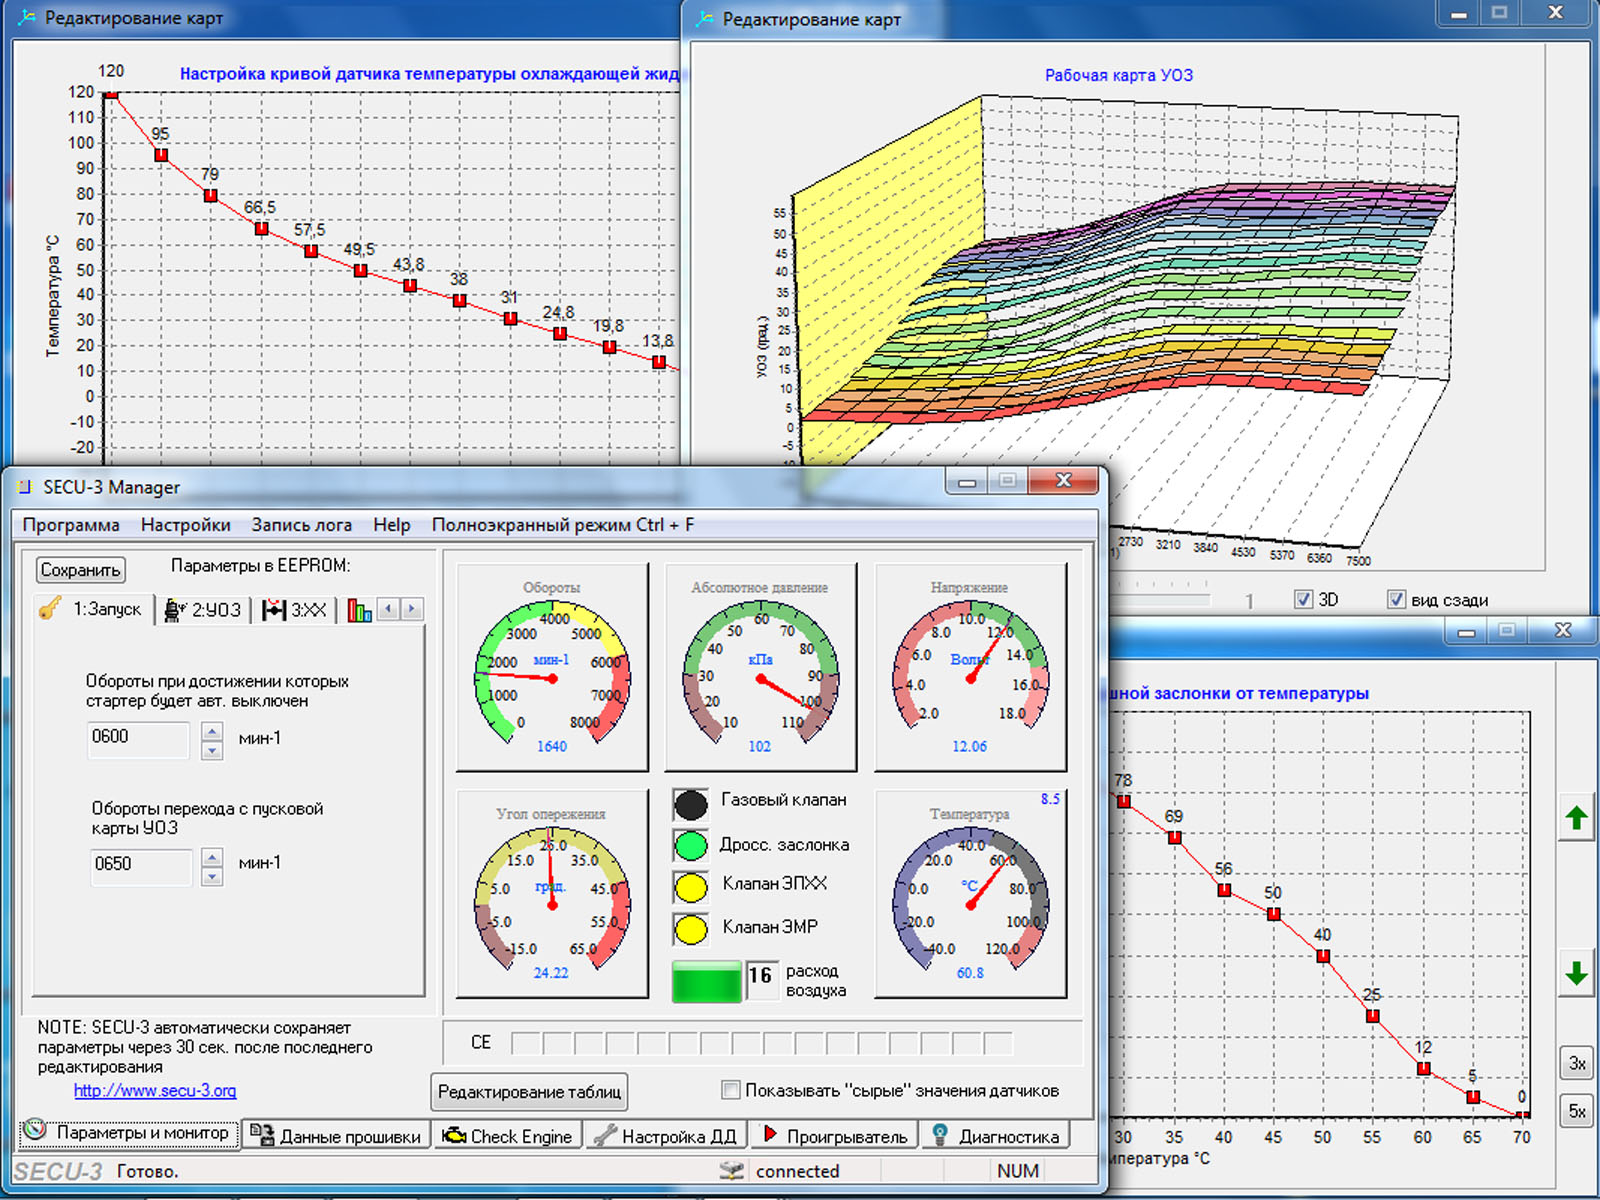 Редактирование карт
120
Настройка кривой датчика температуры охлаждающей жид
120
110
100
90
80
70
60
50
40
30
20
10
0
-10
-20
Температура °C
95
79
66,5
57,5
49,5
43,8
38
31
24,8
19,8
13,8
Редактирование карт
Рабочая карта УОЗ
55
50
45
40
35
30
25
20
15
10
5
0
-5
УОЗ (град.)
2730 3210 3840 4530 5370 6360 7500
1
3D
вид сзади
SECU-3 Manager
Программа Настройки Запись лога Help Полноэкранный режим Ctrl + F
Сохранить
Параметры в EEPROM:
1:Запуск 2:УОЗ 3:ХХ
Обороты при достижении которых
стартер будет авт. выключен
0600 мин-1
Обороты перехода с пусковой
карты УОЗ
0650 мин-1
NOTE: SECU-3 автоматически сохраняет
параметры через 30 сек. после последнего
редактирования
http://www.secu-3.org
Обороты
0 1000 2000 3000 4000 5000 6000 7000 8000
мин-1
1640
Абсолютное давление
10 20 30 40 50 60 70 80 90 100 110
кПа
102
Напряжение
2.0 4.0 6.0 8.0 10.0 12.0 14.0 16.0 18.0
Вольт
12.06
Угол опережения
-15.0 -5.0 5.0 15.0 25.0 35.0 45.0 55.0 65.0
град.
24.22
Газовый клапан
Дросс. заслонка
Клапан ЭПХХ
Клапан ЭМР
16 расход
воздуха
8.5
Температура
-40.0 -20.0 0.0 20.0 40.0 60.0 80.0 100.0 120.0
°C
60.8
CE
Редактирование таблиц
Показывать "сырые" значения датчиков
Параметры и монитор Данные прошивки Check Engine Настройка ДД Проигрыватель Диагностика
SECU-3 Готово. connected NUM
шной заслонки от температуры
78
69
56
50
40
25
12
5
0
30 35 40 45 50 55 60 65 70
мпература °C
3x
5x